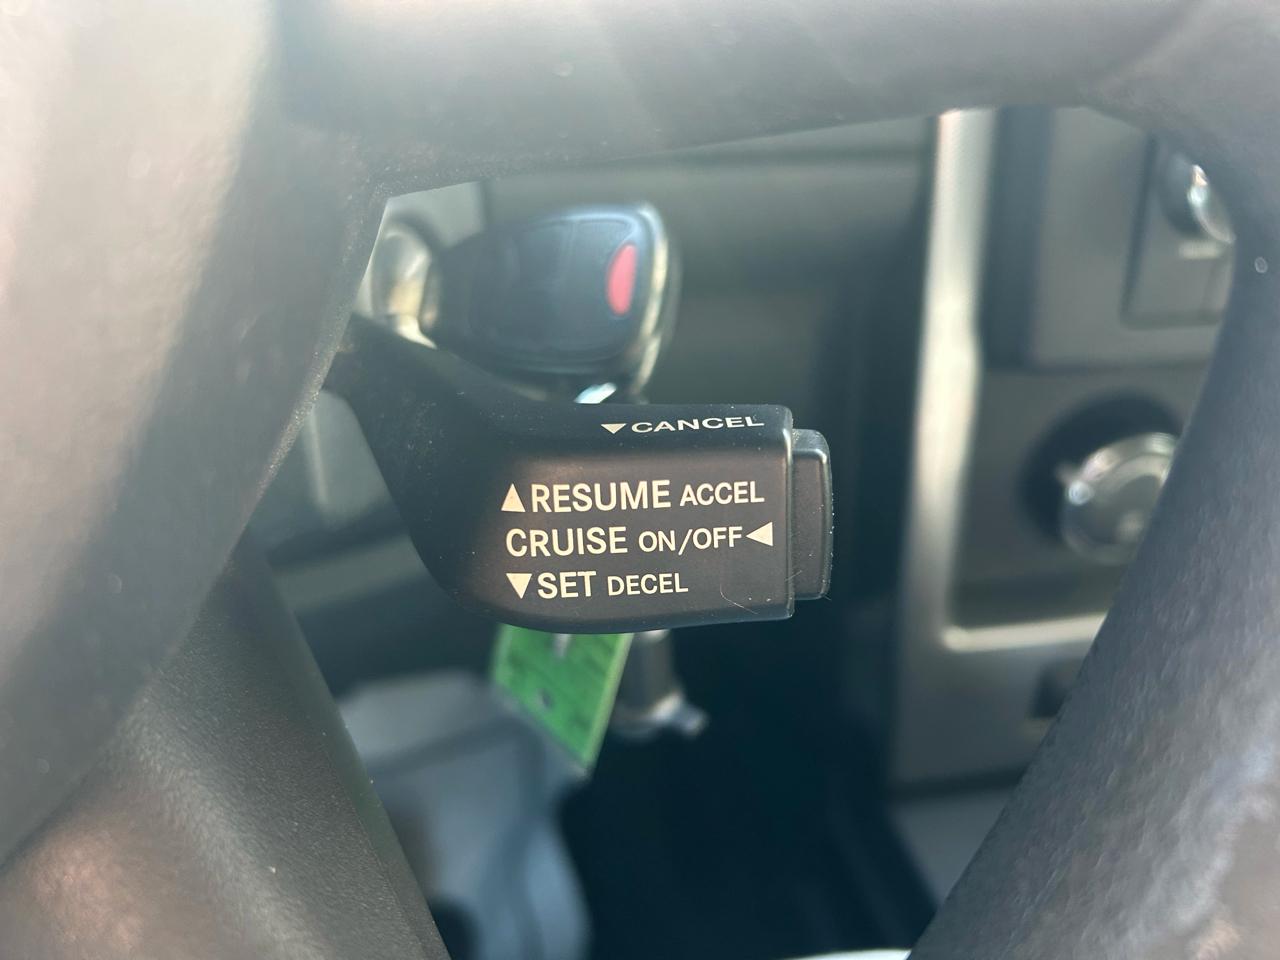 ▼CANCEL
▲RESUME ACCEL
CRUISE ON/OFF◀
▼SET DECEL